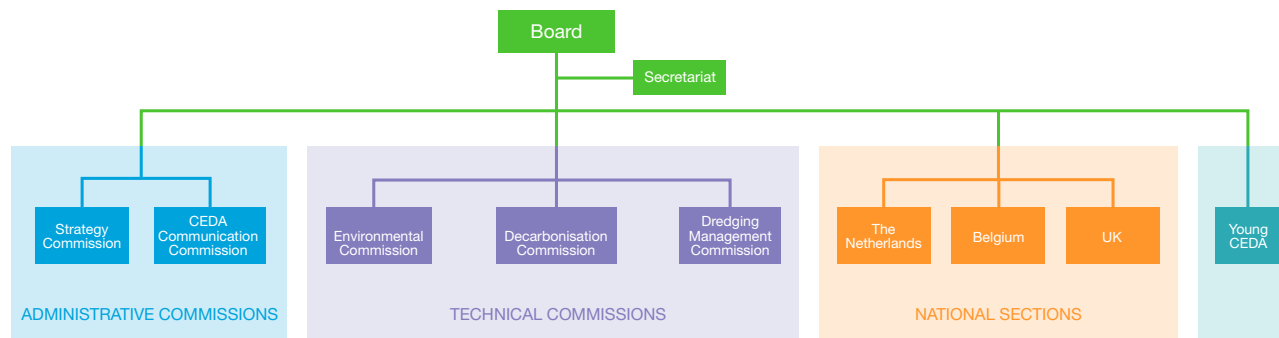 Board
Secretariat
Strategy
Commission
CEDA
Communication
Commission
Environmental
Commission
Decarbonisation
Commission
Dredging
Management
Commission
The
Netherlands
Belgium
UK
Young
CEDA
ADMINISTRATIVE COMMISSIONS
TECHNICAL COMMISSIONS
NATIONAL SECTIONS